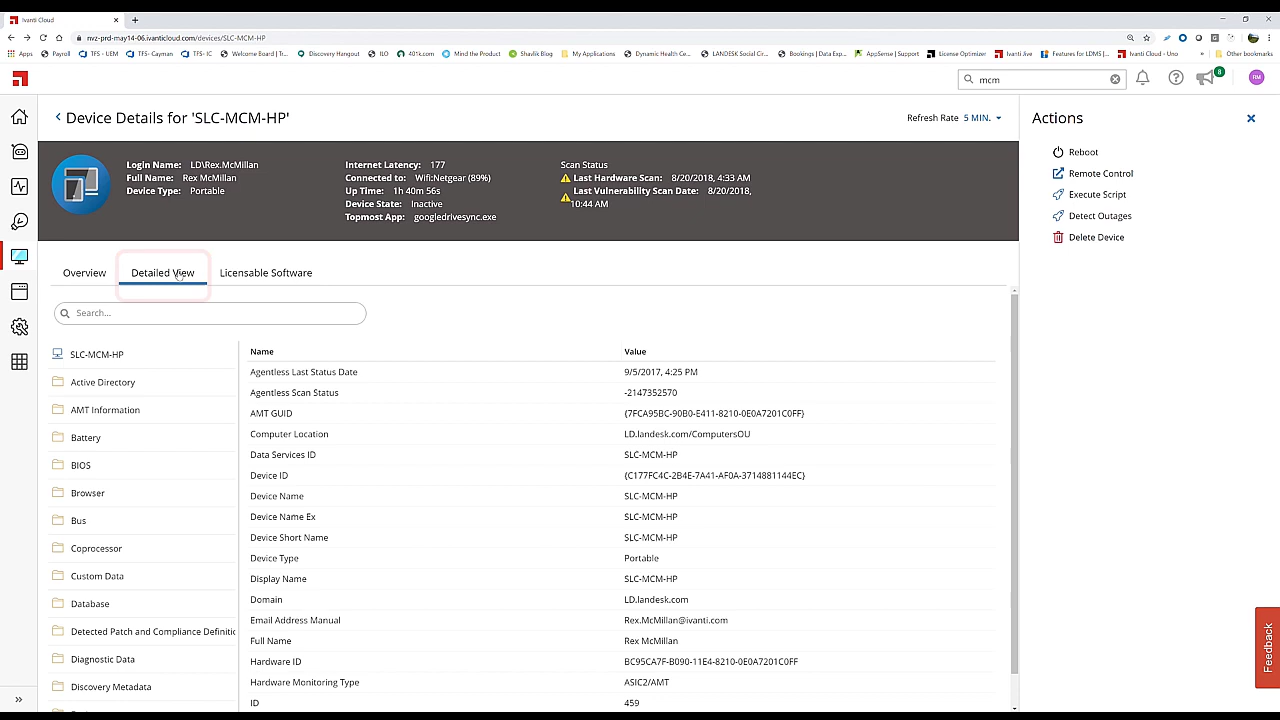 Ivanti Cloud
nvz-prd-may14-06.ivanticloud.com/devices/SLC-MCM-HP
Apps Payroll TFS - UEM TFS- Cayman TFS- IC Welcome Board | Tr... Discovery Hangout ILO 401k.com Mind the Product Shavlik Blog My Applications Dynamic Health Ce... LANDESK Social Cir... Bookings | Data Exp... AppSense | Support License Optimizer Ivanti Jive Features for LDMS |... Ivanti Cloud - Uno » Other bookmarks
mcm
8
RM
Device Details for 'SLC-MCM-HP'
Refresh Rate 5 MIN.
Actions
Login Name: LD\Rex.McMillan
Full Name: Rex McMillan
Device Type: Portable
Internet Latency: 177
Connected to: Wifi:Netgear (89%)
Up Time: 1h 40m 56s
Device State: Inactive
Topmost App: googledrivesync.exe
Scan Status
Last Hardware Scan: 8/20/2018, 4:33 AM
Last Vulnerability Scan Date: 8/20/2018,
10:44 AM
Reboot
Remote Control
Execute Script
Detect Outages
Delete Device
Overview Detailed View Licensable Software
Search...
SLC-MCM-HP
Active Directory
AMT Information
Battery
BIOS
Browser
Bus
Coprocessor
Custom Data
Database
Detected Patch and Compliance Definitic
Diagnostic Data
Discovery Metadata
Name Value
Agentless Last Status Date 9/5/2017, 4:25 PM
Agentless Scan Status -2147352570
AMT GUID {7FCA95BC-90B0-E411-8210-0E0A7201C0FF}
Computer Location LD.landesk.com/ComputersOU
Data Services ID SLC-MCM-HP
Device ID {C177FC4C-2B4E-7A41-AF0A-3714881144EC}
Device Name SLC-MCM-HP
Device Name Ex SLC-MCM-HP
Device Short Name SLC-MCM-HP
Device Type Portable
Display Name SLC-MCM-HP
Domain LD.landesk.com
Email Address Manual Rex.McMillan@ivanti.com
Full Name Rex McMillan
Hardware ID BC95CA7F-B090-11E4-8210-0E0A7201C0FF
Hardware Monitoring Type ASIC2/AMT
ID 459
Feedback